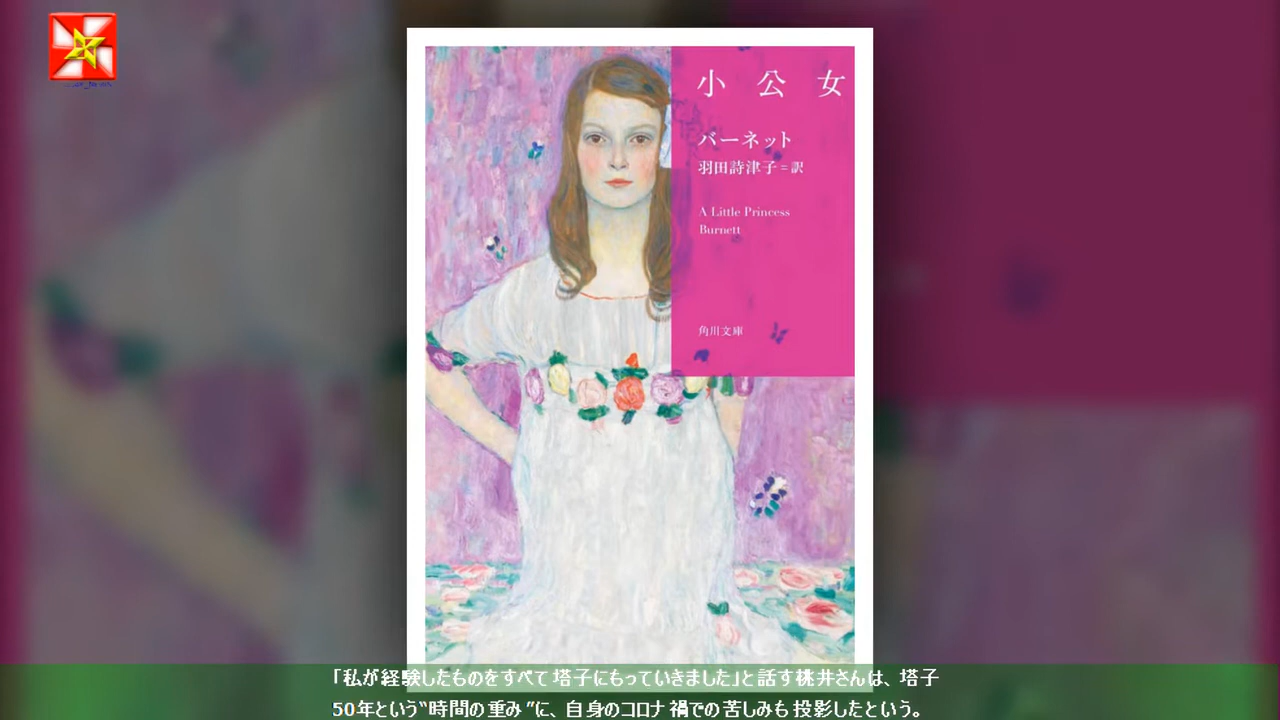 小公女
バーネット
羽田詩津子=訳
A Little Princess
Burnett
角川文庫
「私が経験したものをすべて塔子にもっていきました」と話す桃井さんは、塔子
50年という“時間の重み”に、自身のコロナ禍での苦しみも投影したという。